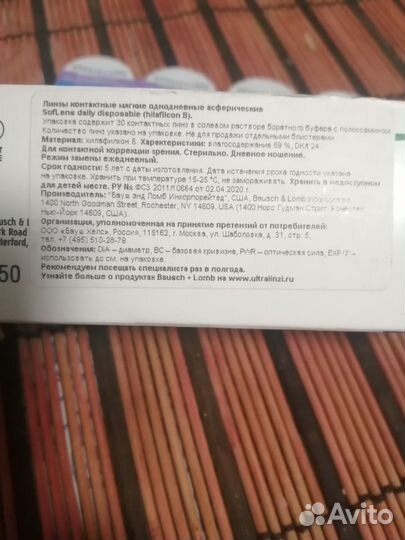 Линзы контактные мягкие однодневные асферические
SofLens daily disposable (hilafilcon B).
Упаковка содержит 30 контактных линз в солевом растворе боратного буфера с полоксамином.
Количество линз указано на упаковке. Не для продажи отдельными блистерами.
Материал: хилафилкон Б. Характеристики: влагосодержание 59 %, DK/t 24.
Для контактной коррекции зрения. Стерильно. Дневное ношение.
Режим замены ежедневный.
Срок годности: 5 лет с даты изготовления. Дата истечения срока годности указана
на упаковке. Хранить при температуре 15-25 °C, не замораживать. Хранить в недоступном
для детей месте. РУ № ФСЗ 2011/10664 от 02.04.2020 г.
Производитель: "Бауш энд Ломб Инкорпорейтед", США, Bausch & Lomb Incorporated
1400 North Goodman Street, Rochester, NY 14609, USA (1400 Норс Гудман Стрит,
Нью-Йорк 14609, США).
Организация, уполномоченная на принятие претензий от потребителей:
ООО «Бауш Хелс», Россия, 115162, г. Москва, ул. Шаболовка, д. 31, стр. 5,
тел. +7 (495) 510-28-79
Обозначения: DIA – диаметр, BC – базовая кривизна, PWR – оптическая сила, EXP
использовать до см. на упаковке.
Рекомендуем посещать специалиста раз в полгода.
Узнайте больше о продуктах Bausch + Lomb на www.ultralinzi.ru
usch & L
rk Road
terford,
50
Avito